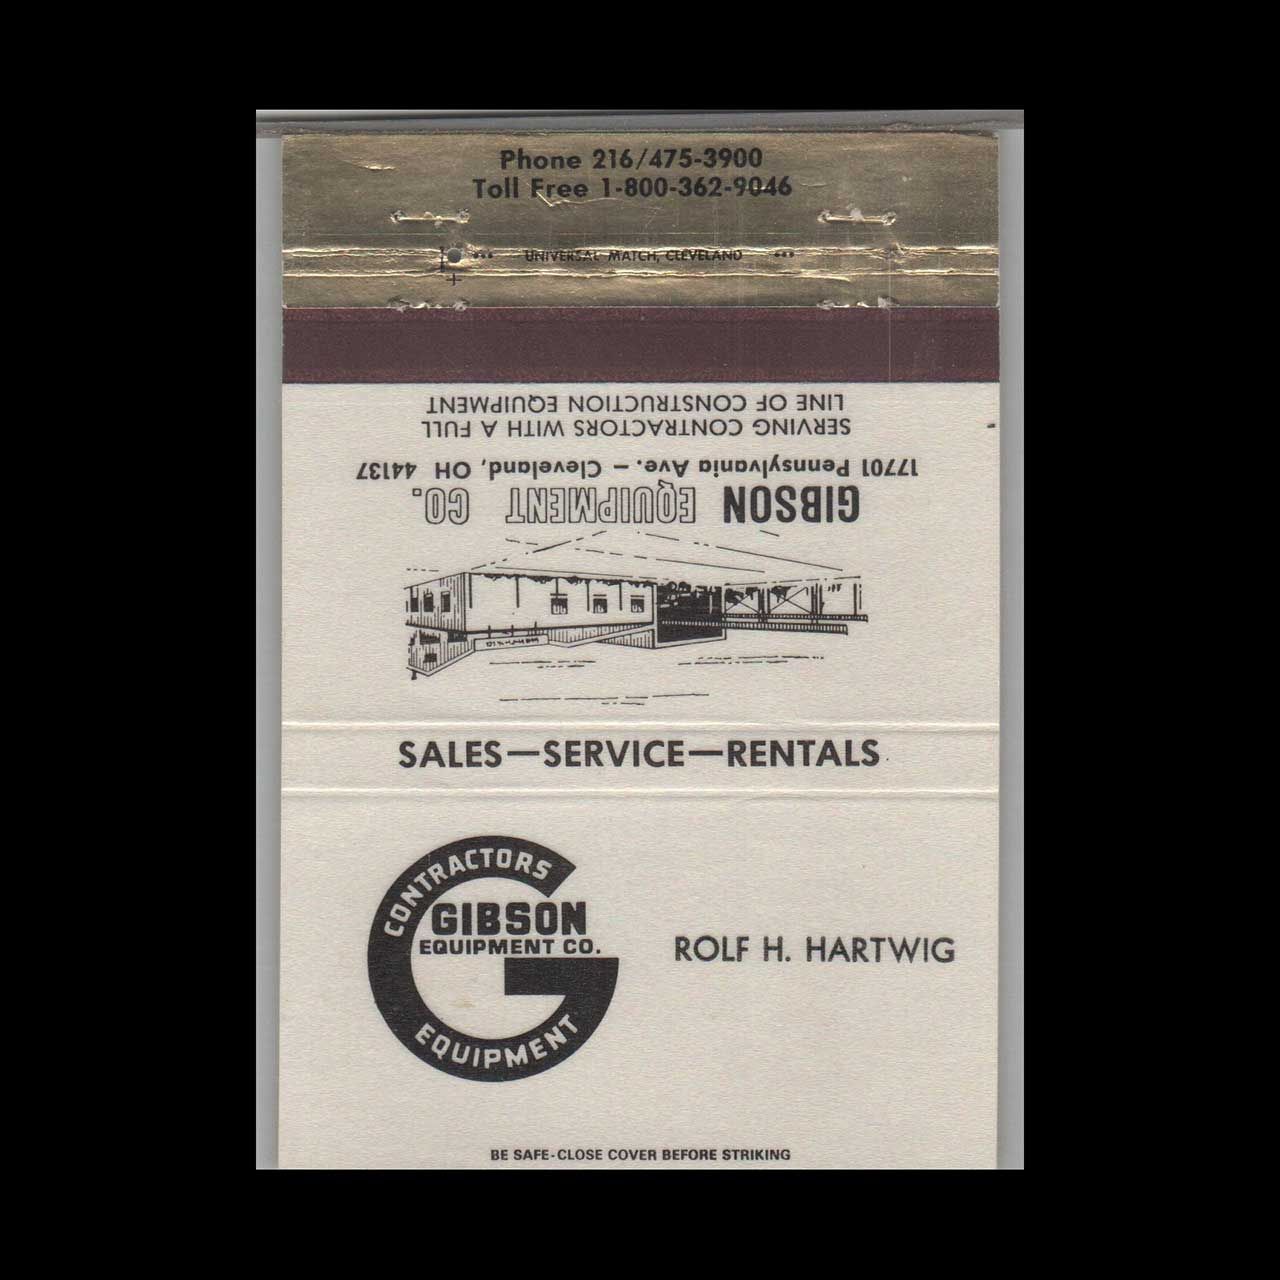 Phone 216/475-3900
Toll Free 1-800-362-9046
UNIVERSAL MATCH, CLEVELAND
GIBSON EQUIPMENT CO.
17701 Pennsylvania Ave. – Cleveland, OH 44137
SERVING CONTRACTORS WITH A FULL
LINE OF CONSTRUCTION EQUIPMENT
SALES—SERVICE—RENTALS
CONTRACTORS
GIBSON
EQUIPMENT CO.
EQUIPMENT
ROLF H. HARTWIG
BE SAFE-CLOSE COVER BEFORE STRIKING